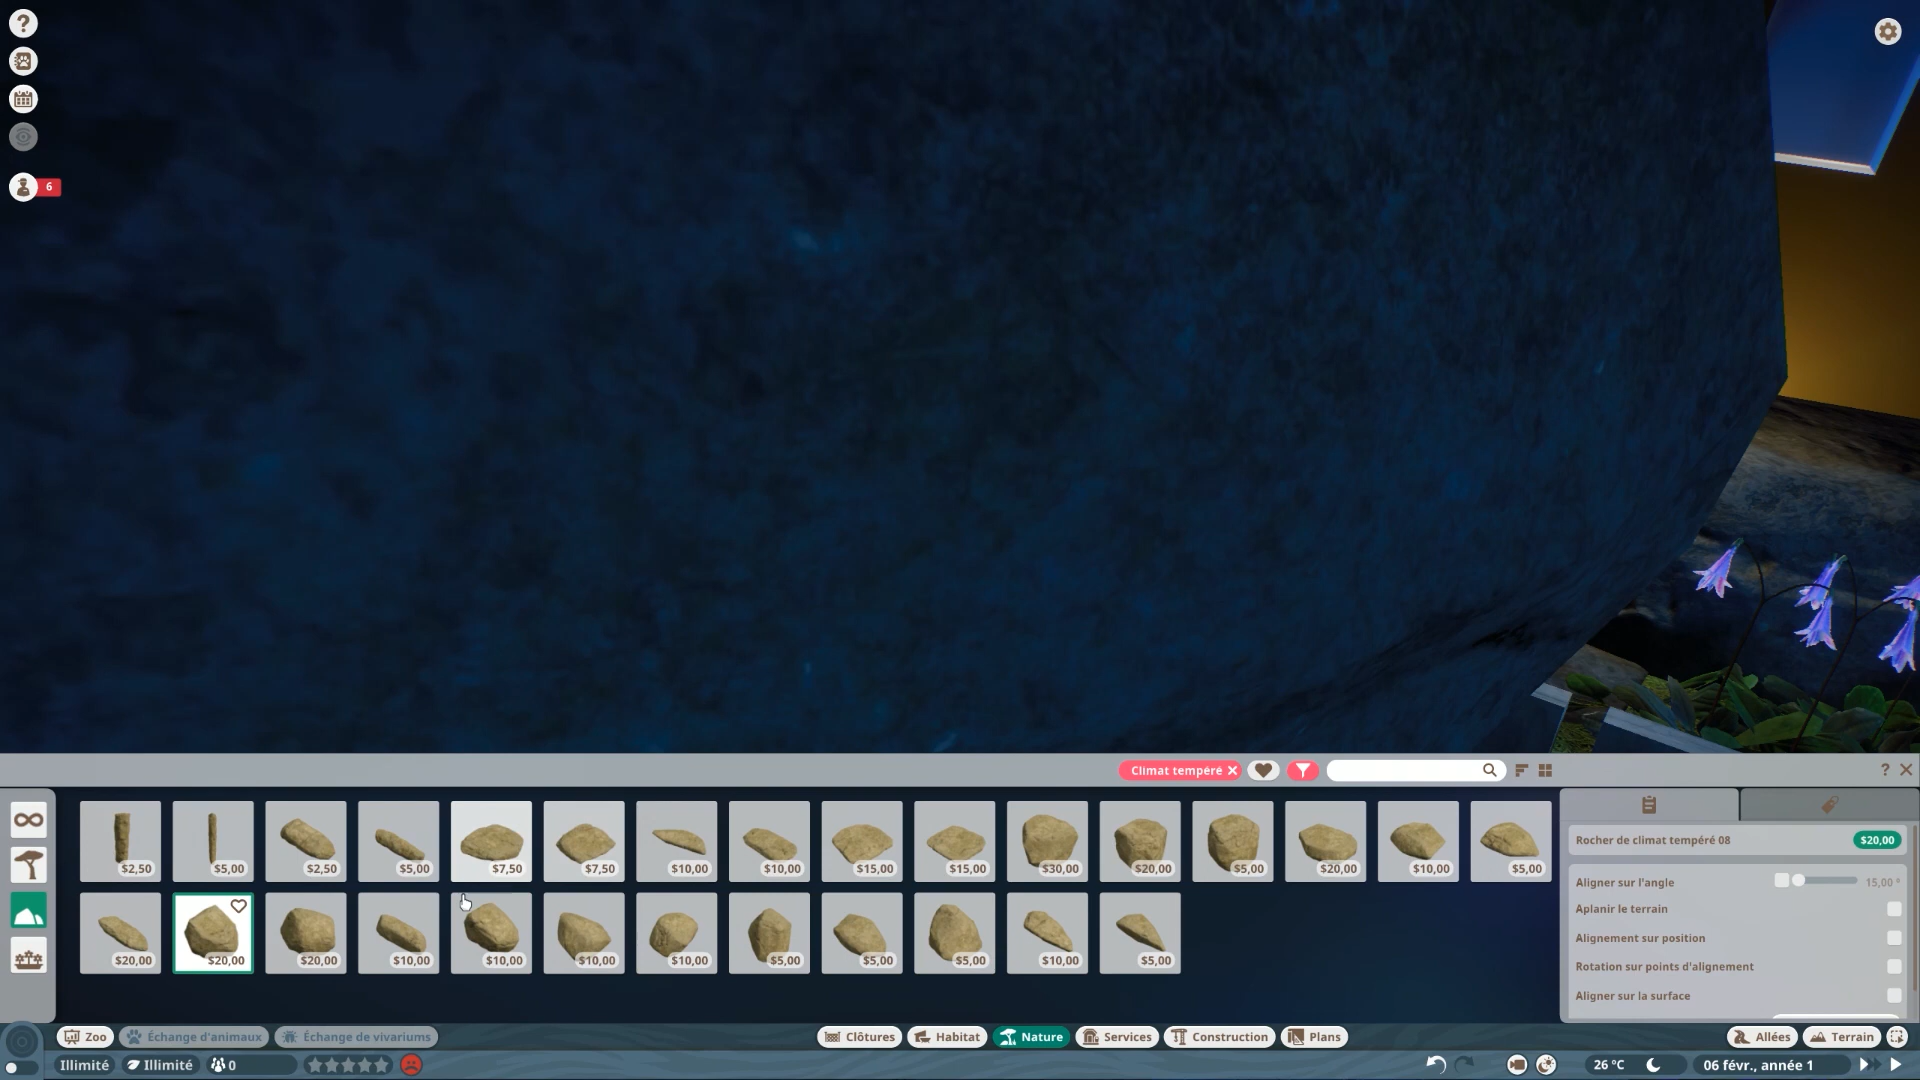 ?
6
Climat tempéré ×
? ×
$2,50 $5,00 $2,50 $5,00 $7,50 $7,50 $10,00 $10,00 $15,00 $15,00 $30,00 $20,00 $5,00 $20,00 $10,00 $5,00
$20,00 $20,00 $20,00 $10,00 $10,00 $10,00 $10,00 $5,00 $5,00 $5,00 $10,00 $5,00
Rocher de climat tempéré 08 $20,00
Aligner sur l'angle 15,00 °
Aplanir le terrain
Alignement sur position
Rotation sur points d'alignement
Aligner sur la surface
Zoo Échange d'animaux Échange de vivariums Clôtures Habitat Nature Services Construction Plans Allées Terrain
Illimité Illimité 0 26 °C 06 févr., année 1